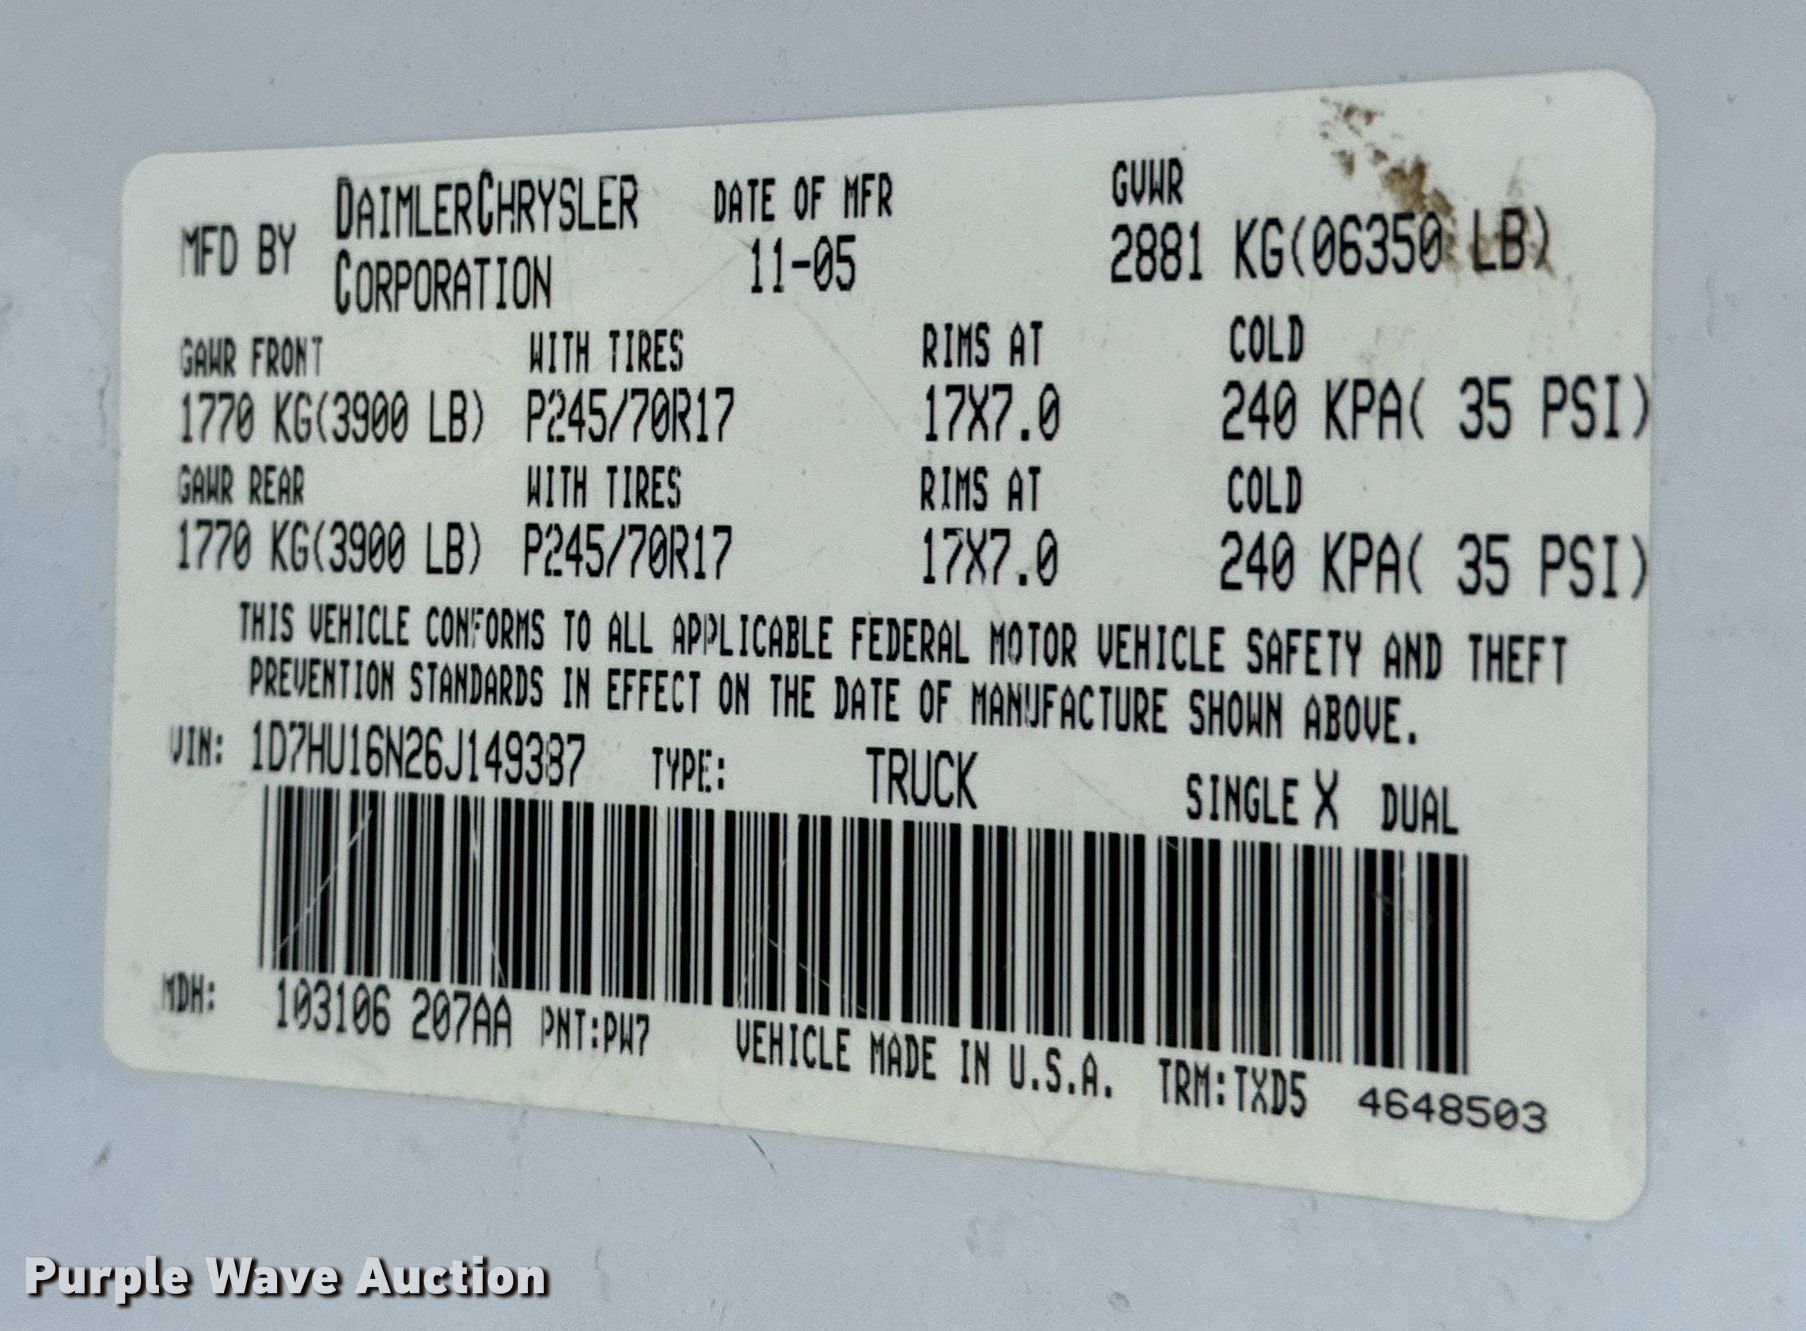 MFD BY DAIMLERCHRYSLER CORPORATION DATE OF MFR 11-05 GVWR 2881 KG(06350 LB)
GAWR FRONT WITH TIRES RIMS AT COLD
1770 KG(3900 LB) P245/70R17 17X7.0 240 KPA( 35 PSI)
GAWR REAR WITH TIRES RIMS AT COLD
1770 KG(3900 LB) P245/70R17 17X7.0 240 KPA( 35 PSI)
THIS VEHICLE CONFORMS TO ALL APPLICABLE FEDERAL MOTOR VEHICLE SAFETY AND THEFT
PREVENTION STANDARDS IN EFFECT ON THE DATE OF MANUFACTURE SHOWN ABOVE.
VIN: 1D7HU16N26J149387 TYPE: TRUCK SINGLE X DUAL
MDH: 103106 207AA PNT:PW7 VEHICLE MADE IN U.S.A. TRM:TXD5 4648503
Purple Wave Auction